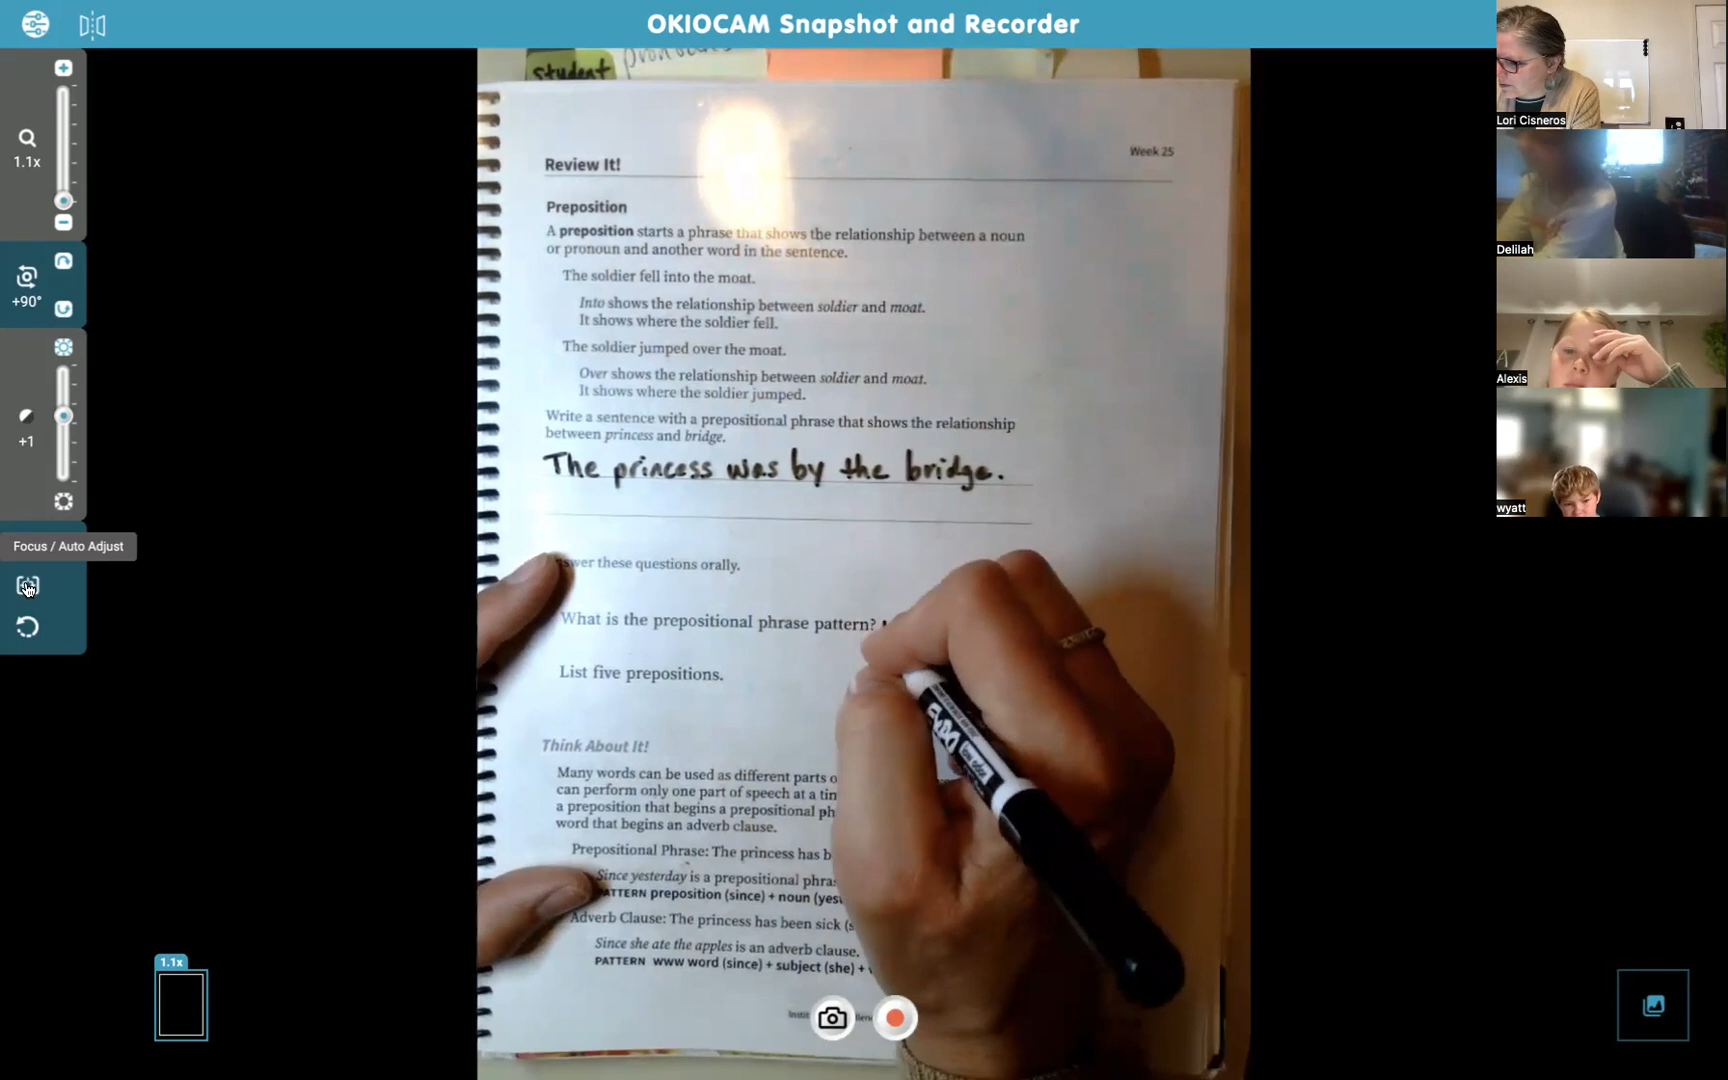 OKIOCAM Snapshot and Recorder
1.1x
+90°
+1
Focus / Auto Adjust
1.1x
student
Week 25
Review It!
Preposition
A preposition starts a phrase that shows the relationship between a noun
or pronoun and another word in the sentence.
The soldier fell into the moat.
Into shows the relationship between soldier and moat.
It shows where the soldier fell.
The soldier jumped over the moat.
Over shows the relationship between soldier and moat.
It shows where the soldier jumped.
Write a sentence with a prepositional phrase that shows the relationship
between princess and bridge.
The princess was by the bridge.
these questions orally.
What is the prepositional phrase pattern?
List five prepositions.
Think About It!
Many words can be used as different parts
can perform only one part of speech at a
a preposition that begins a prepositional
word that begins an adverb clause.
Prepositional Phrase: The princess has
Since yesterday is a prepositional
PATTERN preposition (since) + noun
Adverb Clause: The princess has been sick
Since she ate the apples is an adverb clause.
PATTERN www word (since) + subject (she) +
EXPO
Lori Cisneros
Delilah
Alexis
wyatt